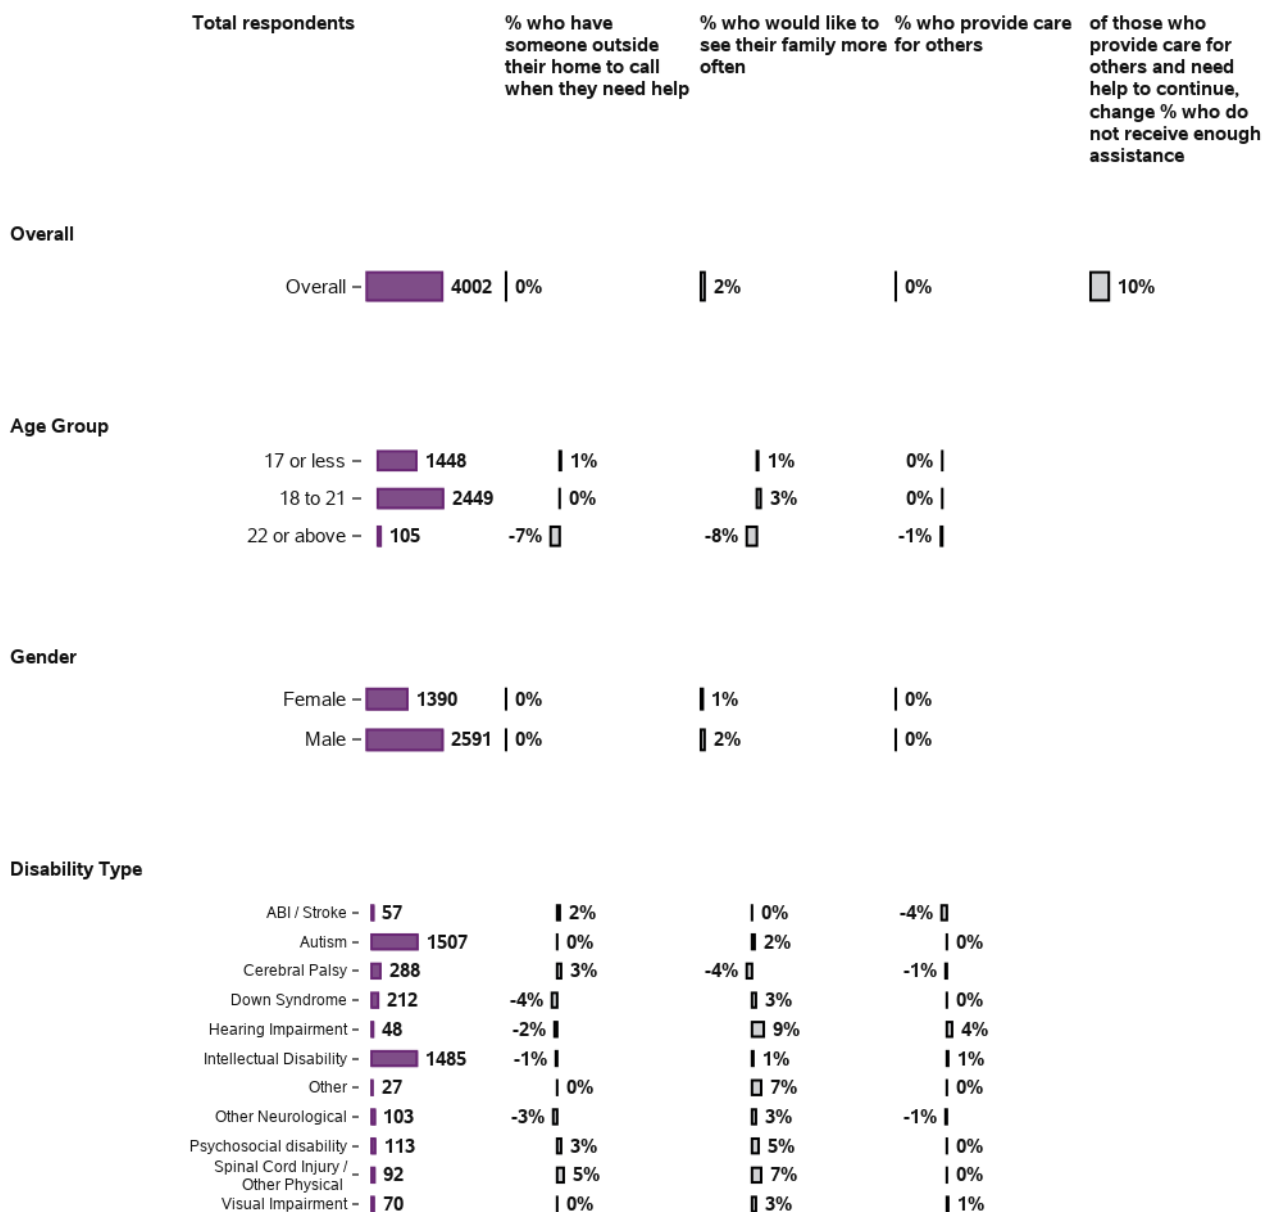 Total respondents
% who have someone outside their home to call when they need help
% who would like to see their family more often
% who provide care for others
of those who provide care for others and need help to continue, change % who do not receive enough assistance
Overall
Overall 4002 0% 2% 0% 10%
Age Group
17 or less 1448 1% 1% 0%
18 to 21 2449 0% 3% 0%
22 or above 105 -7% -8% -1%
Gender
Female 1390 0% 1% 0%
Male 2591 0% 2% 0%
Disability Type
ABI / Stroke 57 2% 0% -4%
Autism 1507 0% 2% 0%
Cerebral Palsy 288 3% -4% -1%
Down Syndrome 212 -4% 3% 0%
Hearing Impairment 48 -2% 9% 4%
Intellectual Disability 1485 -1% 1% 1%
Other 27 0% 7% 0%
Other Neurological 103 -3% 3% -1%
Psychosocial disability 113 3% 5% 0%
Spinal Cord Injury /
Other Physical 92 5% 7% 0%
Visual Impairment 70 0% 3% 1%